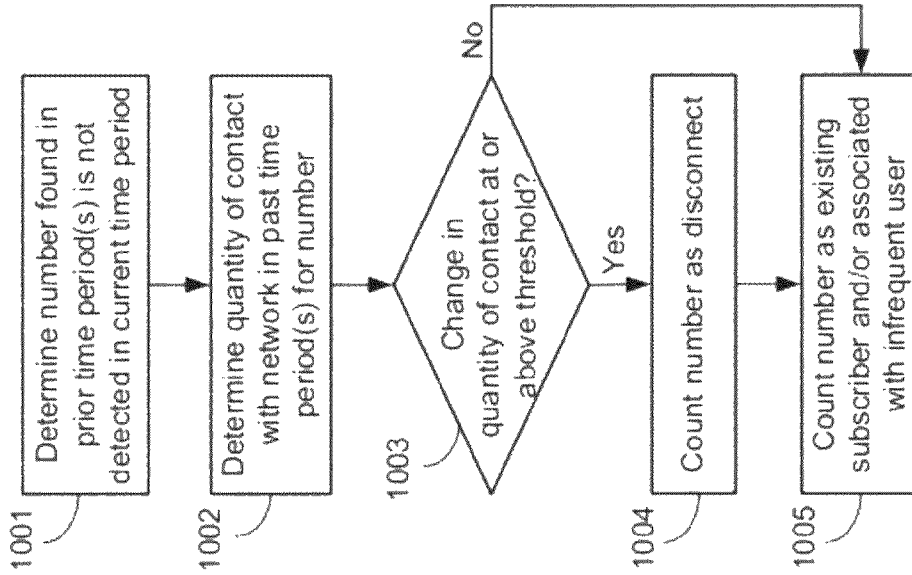 1001
Determine number found in
prior time period(s) is not
detected in current time period
1002
Determine quantity of contact
with network in past time
period(s) for number
1003
Change in
quantity of contact at or
above threshold?
No
Yes
1004
Count number as disconnect
1005
Count number as existing
subscriber and/or associated
with infrequent user